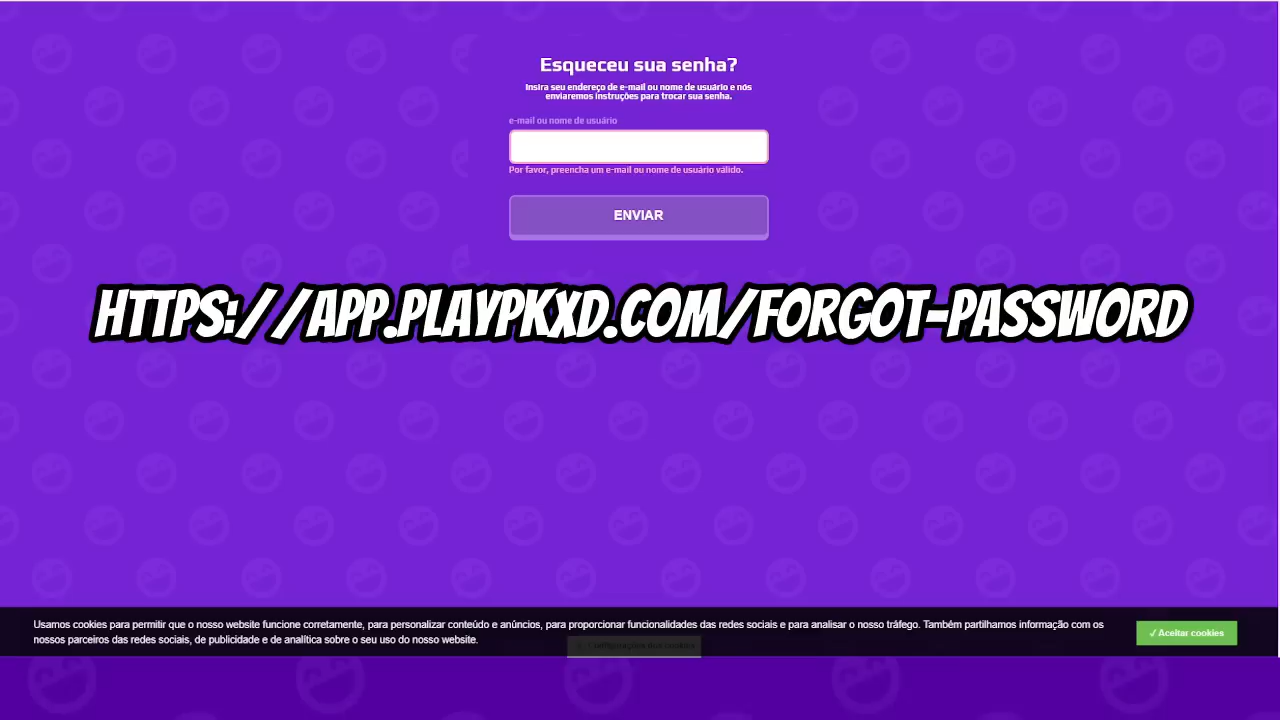 Esqueceu sua senha?
Insira seu endereço de e-mail ou nome de usuário e nós
enviaremos instruções para trocar sua senha.
e-mail ou nome de usuário
Por favor, preencha um e-mail ou nome de usuário válido.
ENVIAR
HTTPS://APP.PLAYPKXD.COM/FORGOT-PASSWORD
Usamos cookies para permitir que o nosso website funcione corretamente, para personalizar conteúdo e anúncios, para proporcionar funcionalidades das redes sociais e para analisar o nosso tráfego. Também partilhamos informação com os
nossos parceiros das redes sociais, de publicidade e de analítica sobre o seu uso do nosso website.
✓ Aceitar cookies